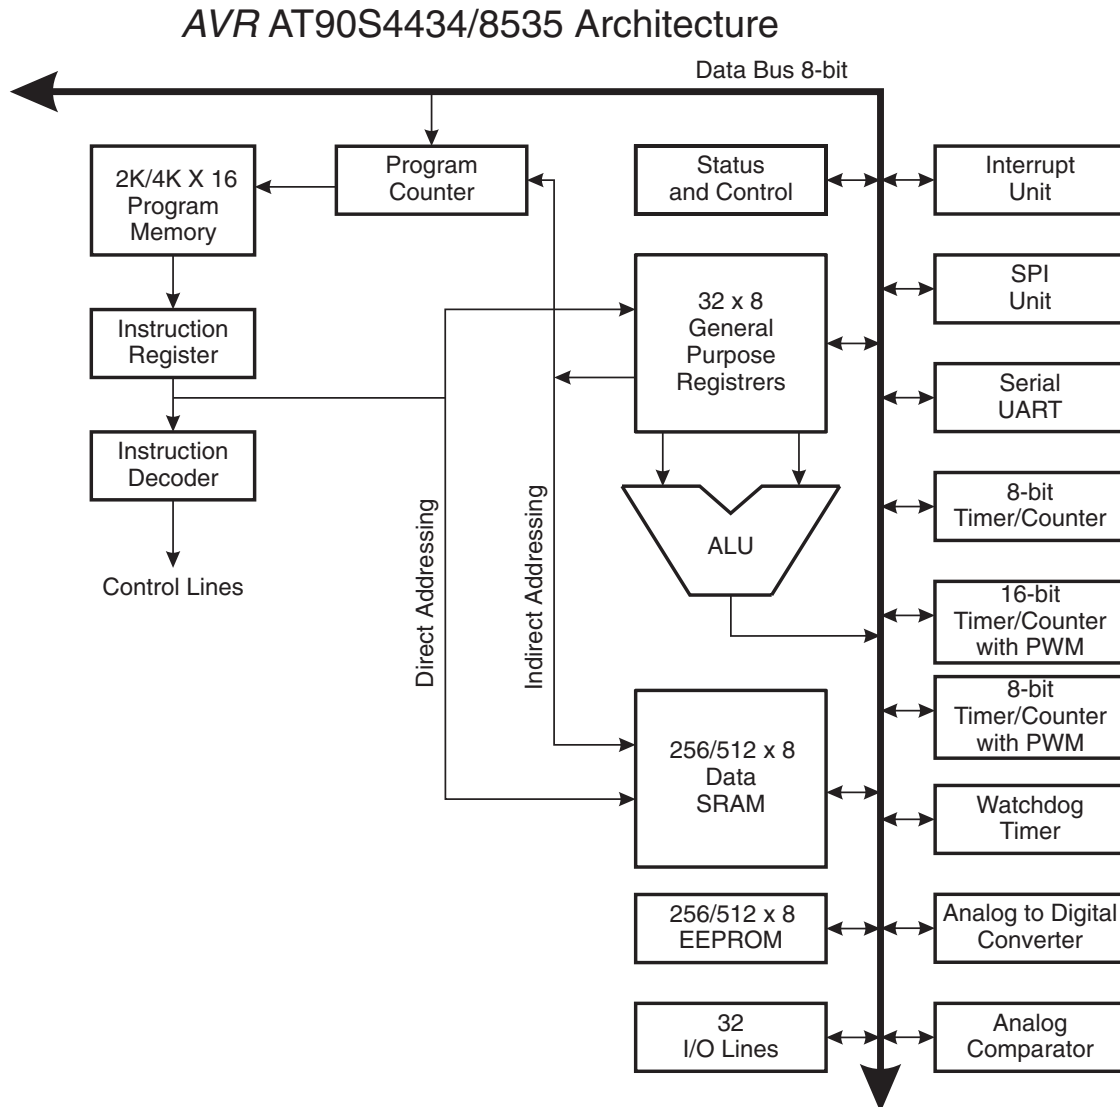 AVR AT90S4434/8535 Architecture
Data Bus 8-bit
2K/4K X 16
Program
Memory
Program
Counter
Status
and Control
Interrupt
Unit
Instruction
Register
32 x 8
General
Purpose
Registrers
SPI
Unit
Serial
UART
Instruction
Decoder
Control Lines
Direct Addressing
Indirect Addressing
ALU
8-bit
Timer/Counter
16-bit
Timer/Counter
with PWM
8-bit
Timer/Counter
with PWM
256/512 x 8
Data
SRAM
Watchdog
Timer
256/512 x 8
EEPROM
Analog to Digital
Converter
32
I/O Lines
Analog
Comparator